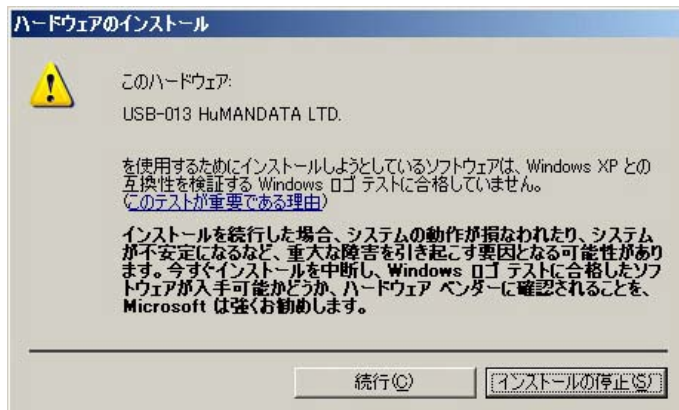 ハードウェアのインストール
このハードウェア:
USB-013 HuMANDATA LTD.
を使用するためにインストールしようとしているソフトウェアは、Windows XP との
互換性を検証する Windows ロゴ テストに合格していません。
(このテストが重要である理由)
インストールを続行した場合、システムの動作が損なわれたり、システム
が不安定になるなど、重大な障害を引き起こす要因となる可能性があり
ます。今すぐインストールを中断し、Windows ロゴ テストに合格したソフ
トウェアが入手可能かどうか、ハードウェア ベンダーに確認されることを、
Microsoft は強くお勧めします。
続行(C)
インストールの停止(S)